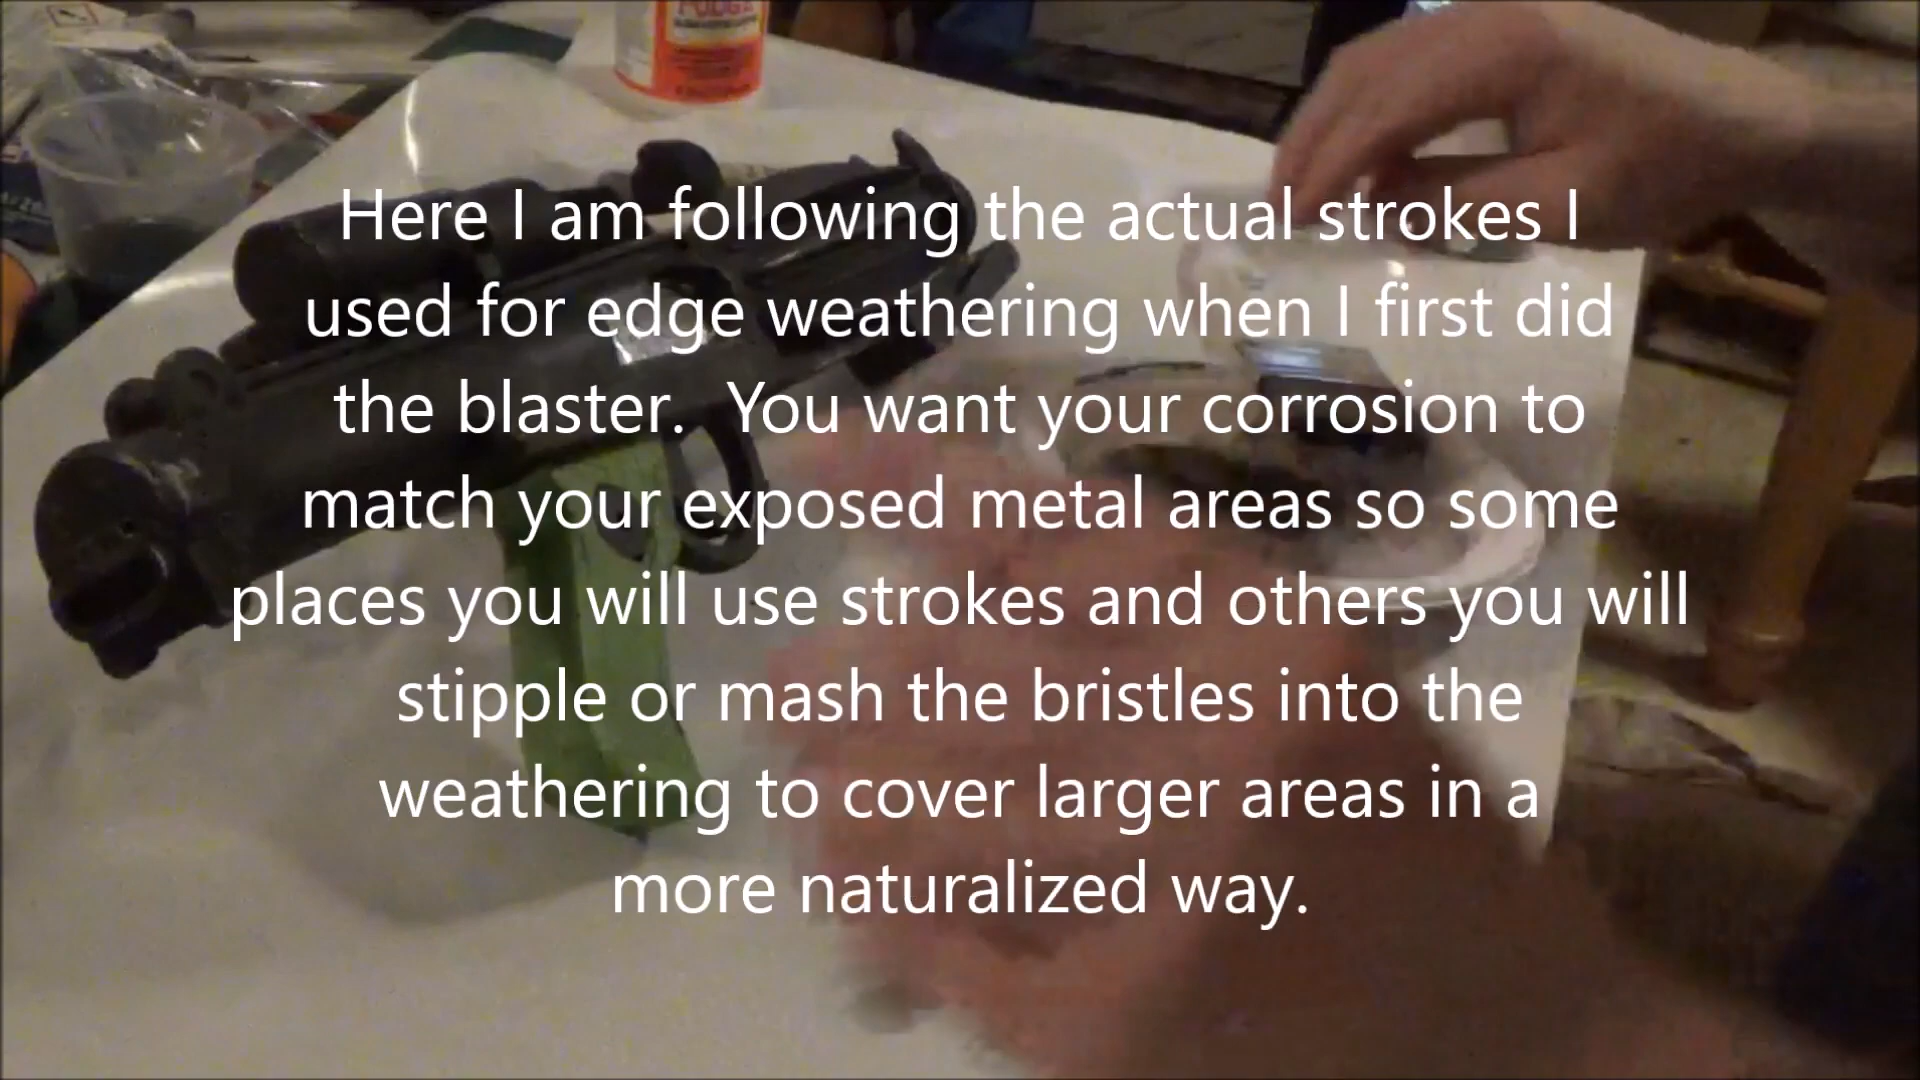 PODGE
Here I am following the actual strokes I
used for edge weathering when I first did
the blaster.  You want your corrosion to
match your exposed metal areas so some
places you will use strokes and others you will
stipple or mash the bristles into the
weathering to cover larger areas in a
more naturalized way.